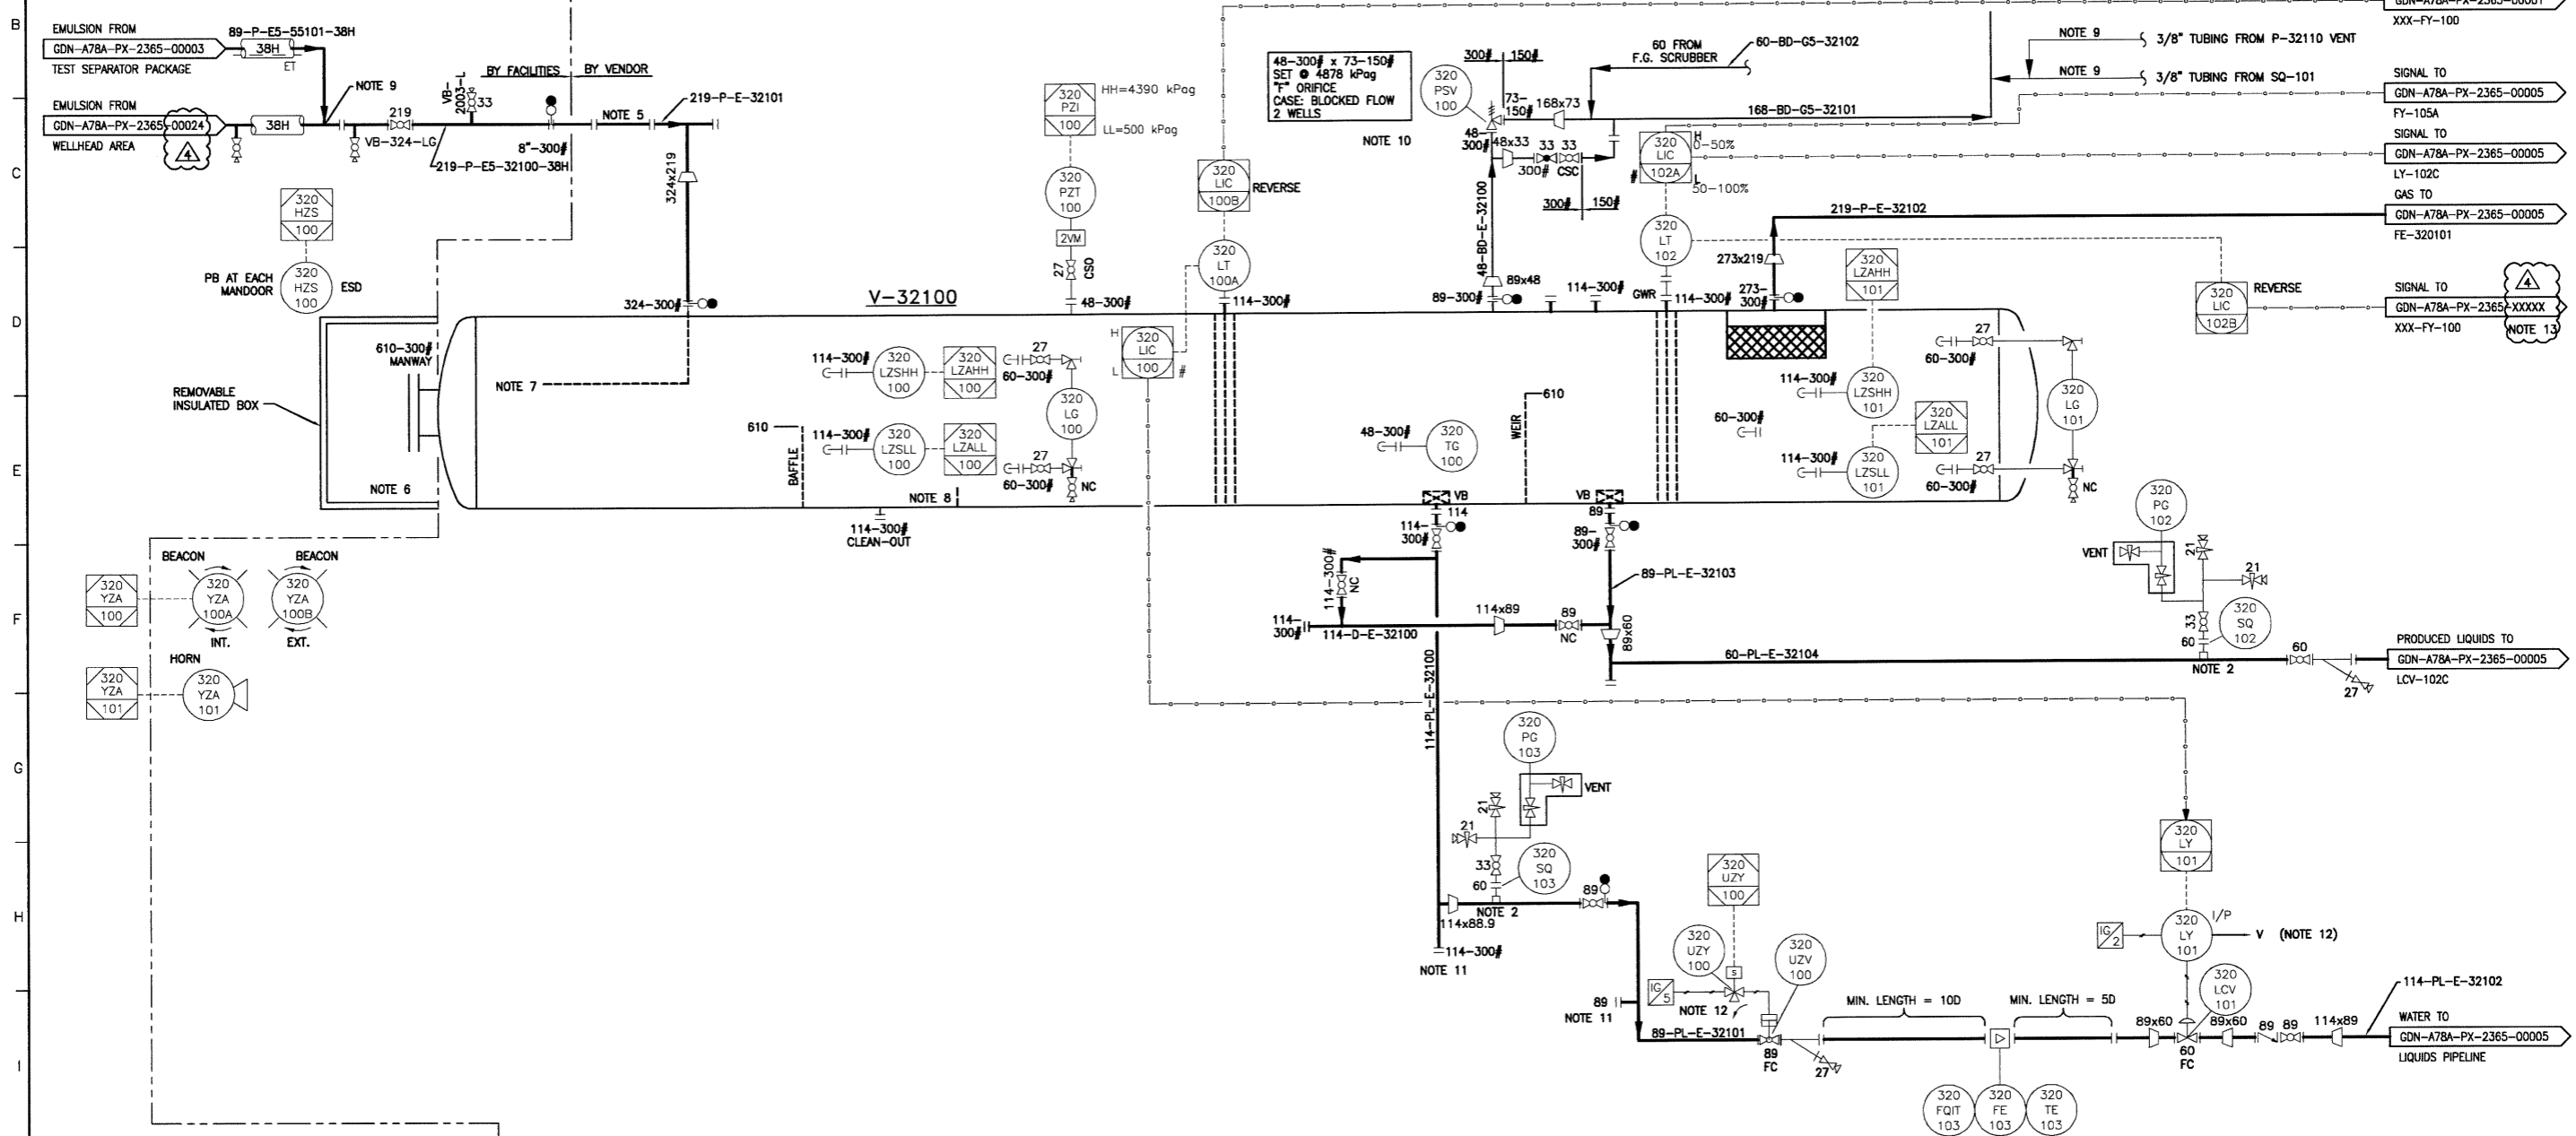 B
C
D
E
F
G
H
I
EMULSION FROM
GDN-A78A-PX-2365-00003
TEST SEPARATOR PACKAGE
89-P-E5-55101-38H
38H
ET
NOTE 9
EMULSION FROM
GDN-A78A-PX-2365-00024
WELLHEAD AREA
4
38H
219
VB-324-LG
VB-2003-L
33
BY FACILITIES
BY VENDOR
219-P-E5-32100-38H
8"-300#
NOTE 5
219-P-E-32101
324x219
324-300#
320
HZS
100
PB AT EACH
MANDOOR
320
HZS
100
ESD
REMOVABLE
INSULATED BOX
610-300#
MANWAY
NOTE 6
NOTE 7
V-32100
320
PZI
100
HH=4390 kPag
LL=500 kPag
320
PZT
100
2VM
27
CSO
48-300#
320
LIC
100B
REVERSE
320
LT
100A
114-300#
H
320
LIC
100
L
#
48-300# x 73-150#
SET @ 4878 kPag
"F" ORIFICE
CASE: BLOCKED FLOW
2 WELLS
NOTE 10
320
PSV
100
300#
150#
73-
150#
168x73
60 FROM
F.G. SCRUBBER
60-BD-G5-32102
168-BD-G5-32101
48-
300#
48x33
33
33
300#
CSC
300#
150#
48-BD-E-32100
89x48
89-300#
114-300#
GWR
114-300#
320
LIC
102A
H
0-50%
L
50-100%
#
320
LT
102
219-P-E-32102
273x219
273-
300#
320
LZAHH
101
XXX-FY-100
NOTE 9
3/8" TUBING FROM P-32110 VENT
NOTE 9
3/8" TUBING FROM SQ-101
SIGNAL TO
GDN-A78A-PX-2365-00005
FY-105A
SIGNAL TO
GDN-A78A-PX-2365-00005
LY-102C
GAS TO
GDN-A78A-PX-2365-00005
FE-320101
320
LIC
102B
REVERSE
SIGNAL TO
GDN-A78A-PX-2365-XXXXX
XXX-FY-100
4
NOTE 13
114-300#
320
LZSHH
100
320
LZAHH
100
27
60-300#
320
LG
100
114-300#
320
LZSLL
100
320
LZALL
100
27
60-300#
NC
610
BAFFLE
NOTE 8
114-300#
CLEAN-OUT
48-300#
320
TG
100
610
WEIR
60-300#
114-300#
320
LZSHH
101
320
LZALL
101
114-300#
320
LZSLL
101
27
60-300#
320
LG
101
27
60-300#
NC
VB
114
114-
300#
VB
89
89-
300#
114-300#
NC
114-
300#
114-D-E-32100
114x89
89
NC
89-PL-E-32103
89x60
60-PL-E-32104
114-PL-E-32100
320
PG
102
VENT
21
21
33
60
320
SQ
102
NOTE 2
60
27
PRODUCED LIQUIDS TO
GDN-A78A-PX-2365-00005
LCV-102C
BEACON
BEACON
320
YZA
100
320
YZA
100A
INT.
320
YZA
100B
EXT.
HORN
320
YZA
101
320
YZA
101
320
PG
103
VENT
21
21
33
60
320
SQ
103
NOTE 2
89
114x88.9
114-300#
NOTE 11
320
UZY
100
320
UZY
100
S
320
UZV
100
IG
5
NOTE 12
89
NOTE 11
89-PL-E-32101
89
FC
27
MIN. LENGTH = 10D
MIN. LENGTH = 5D
320
FQIT
103
320
FE
103
320
TE
103
320
LY
101
I/P
320
LY
101
IG
2
V (NOTE 12)
320
LCV
101
89x60
60
FC
89x60
89
89
114x89
114-PL-E-32102
WATER TO
GDN-A78A-PX-2365-00005
LIQUIDS PIPELINE